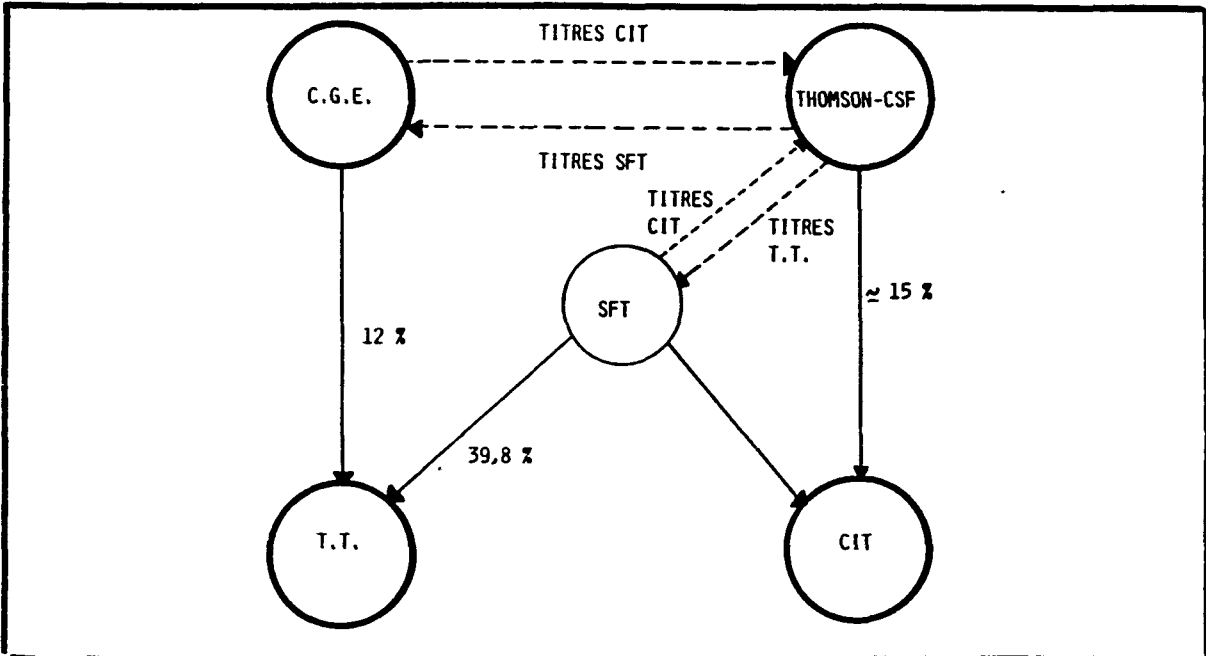 TITRES CIT
C.G.E.
THOMSON-CSF
TITRES SFT
TITRES
CIT
TITRES
T.T.
SFT
≃ 15 %
12 %
39,8 %
T.T.
CIT